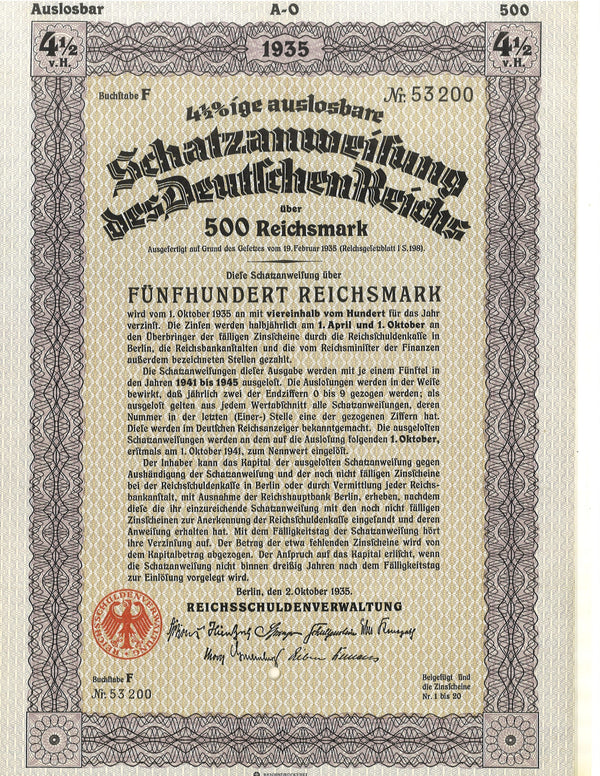 Auslosbar A-O 500
4½ v.H. 1935 4½ v.H.
Buchſtabe F Nr. 53200
4½%ige auslosbare
Schatzanweiſung
des Deutſchen Reichs
über
500 Reichsmark
Ausgefertigt auf Grund des Geſetzes vom 19. Februar 1935 (Reichsgeſetzblatt I S. 198).
Dieſe Schatzanweiſung über
FÜNFHUNDERT REICHSMARK
wird vom 1. Oktober 1935 an mit viereinhalb vom Hundert für das Jahr
verzinſt. Die Zinſen werden halbjährlich am 1. April und 1. Oktober an
den Überbringer der fälligen Zinsſcheine durch die Reichsſchuldenkaſſe in
Berlin, die Reichsbankanſtalten und die vom Reichsminiſter der Finanzen
außerdem bezeichneten Stellen gezahlt.
Die Schatzanweiſungen dieſer Ausgabe werden mit je einem Fünftel in
den Jahren 1941 bis 1945 ausgeloſt. Die Ausloſungen werden in der Weiſe
bewirkt, daß jährlich zwei der Endziffern 0 bis 9 gezogen werden; als
ausgeloſt gelten aus jedem Wertabſchnitt alle Schatzanweiſungen, deren
Nummer in der letzten (Einer-) Stelle eine der gezogenen Ziffern hat.
Dieſe werden im Deutſchen Reichsanzeiger bekanntgemacht. Die ausgeloſten
Schatzanweiſungen werden an dem auf die Ausloſung folgenden 1. Oktober,
erſtmals am 1. Oktober 1941, zum Nennwert eingelöſt.
Der Inhaber kann das Kapital der ausgeloſten Schatzanweiſung gegen
Aushändigung der Schatzanweiſung und der noch nicht fälligen Zinsſcheine
bei der Reichsſchuldenkaſſe in Berlin oder durch Vermittlung jeder Reichs-
bankanſtalt, mit Ausnahme der Reichshauptbank Berlin, erheben, nachdem
dieſe die ihr einzureichende Schatzanweiſung mit den noch nicht fälligen
Zinsſcheinen zur Anerkennung der Reichsſchuldenkaſſe eingeſandt und deren
Anweiſung erhalten hat. Mit dem Fälligkeitstag der Schatzanweiſung hört
ihre Verzinſung auf. Der Betrag der etwa fehlenden Zinsſcheine wird von
dem Kapitalbetrag abgezogen. Der Anſpruch auf das Kapital erliſcht, wenn
die Schatzanweiſung nicht binnen dreißig Jahren nach dem Fälligkeitstag
zur Einlöſung vorgelegt wird.
Berlin, den 2. Oktober 1935.
REICHSSCHULDENVERWALTUNG
REICHSSCHULDENVERWALTUNG
Buchſtabe F
Nr. 53200
Beigefügt ſind
die Zinsſcheine
Nr. 1 bis 20
4½ v.H. 4½ v.H.
REICHSDRUCKEREI